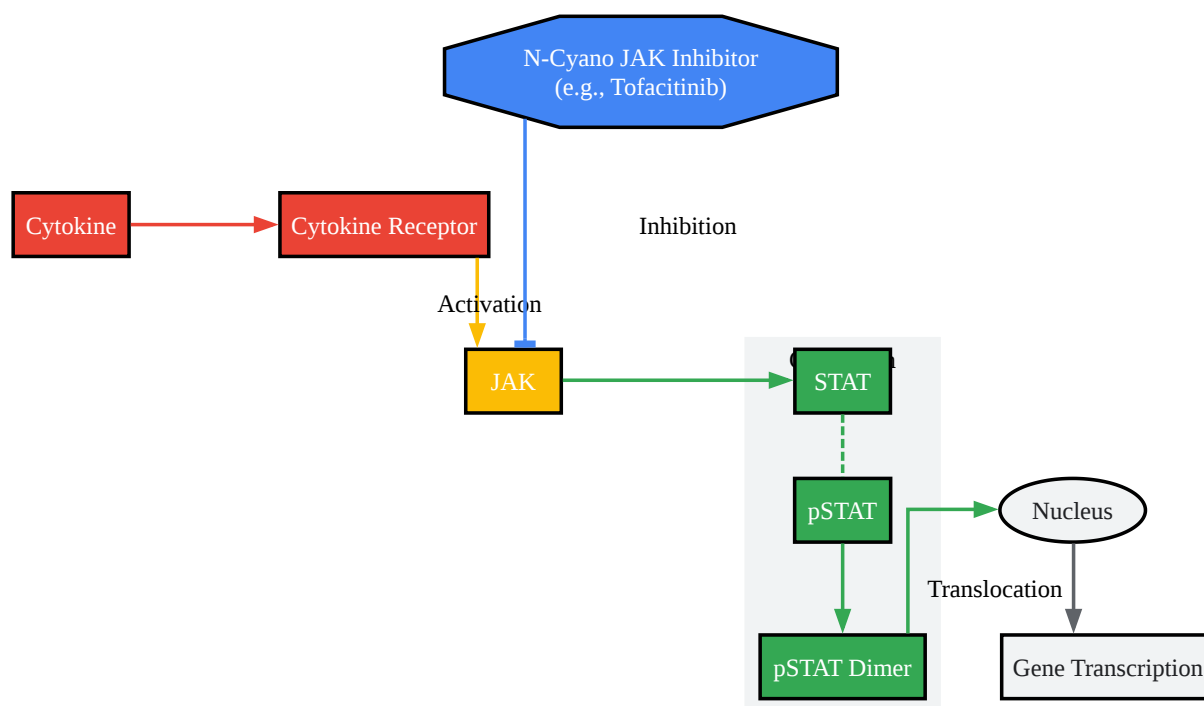 N-Cyano JAK Inhibitor
(e.g., Tofacitinib)
Cytokine
Cytokine Receptor
Inhibition
Activation
JAK
STAT
pSTAT
Nucleus
Translocation
pSTAT Dimer
Gene Transcription